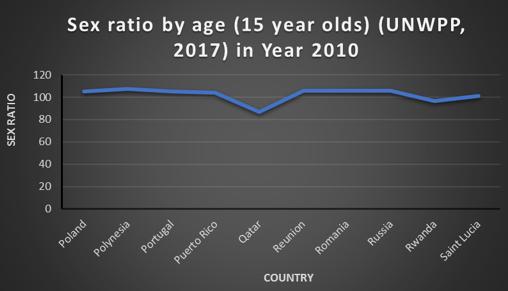 Sex ratio by age (15 year olds) (UNWPP,
2017) in Year 2010
120
100
80
60
40
20
0
SEX RATIO
Poland
Polynesia
Portugal
Puerto Rico
Qatar
Reunion
Romania
Russia
Rwanda
Saint Lucia
COUNTRY